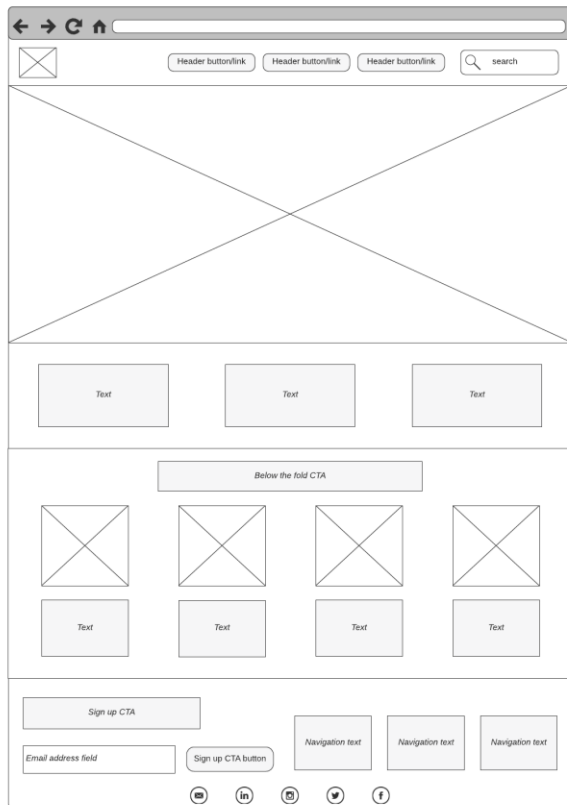 Header button/link
Header button/link
Header button/link
search
Text
Text
Text
Below the fold CTA
Text
Text
Text
Text
Sign up CTA
Email address field
Sign up CTA button
Navigation text
Navigation text
Navigation text